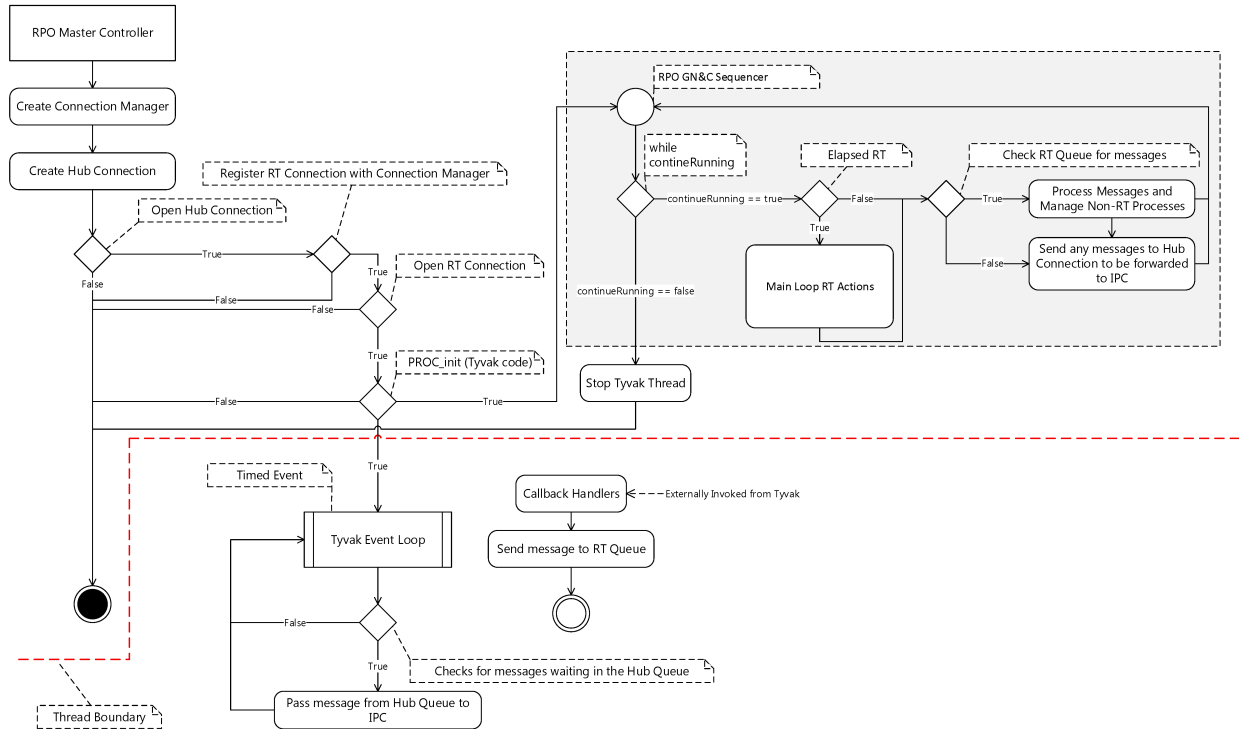 RPO Master Controller
Create Connection Manager
Create Hub Connection
Register RT Connection with Connection Manager
Open Hub Connection
True
False
True
Open RT Connection
False
False
True
PROC_init (Tyvak code)
False
True
True
RPO GN&C Sequencer
while
contineRunning
Elapsed RT
Check RT Queue for messages
continueRunning == true
False
True
True
Process Messages and
Manage Non-RT Processes
Main Loop RT Actions
False
Send any messages to Hub
Connection to be forwarded
to IPC
continueRunning == false
Stop Tyvak Thread
Timed Event
Tyvak Event Loop
Callback Handlers
Externally Invoked from Tyvak
Send message to RT Queue
False
True
Checks for messages waiting in the Hub Queue
Pass message from Hub Queue to
IPC
Thread Boundary